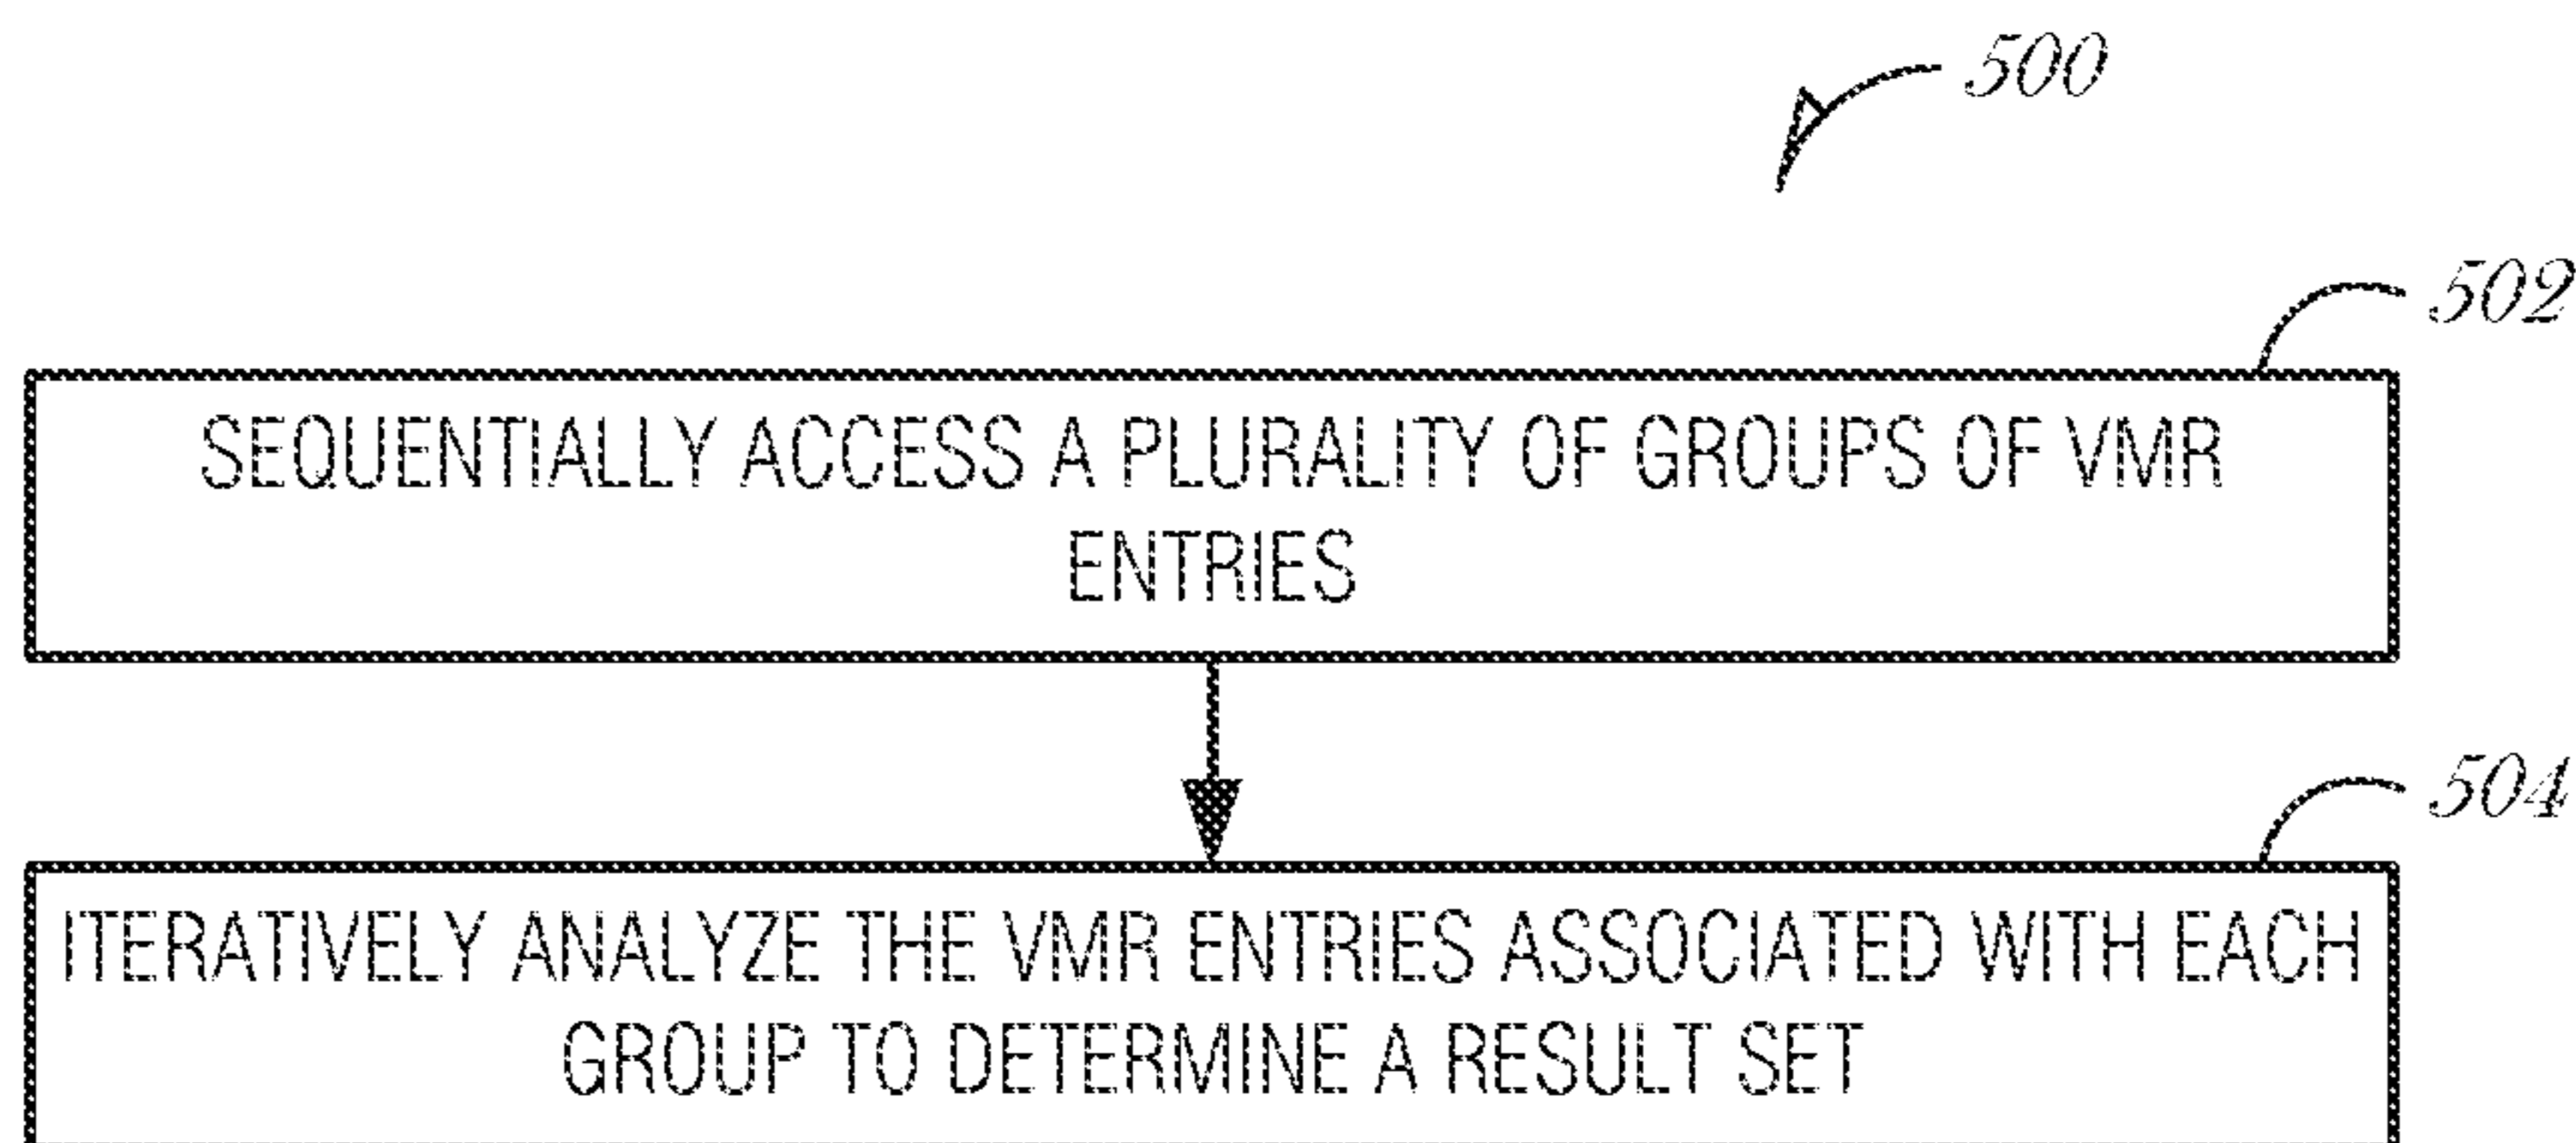 500
502
SEQUENTIALLY ACCESS A PLURALITY OF GROUPS OF VMR
ENTRIES
504
ITERATIVELY ANALYZE THE VMR ENTRIES ASSOCIATED WITH EACH
GROUP TO DETERMINE A RESULT SET